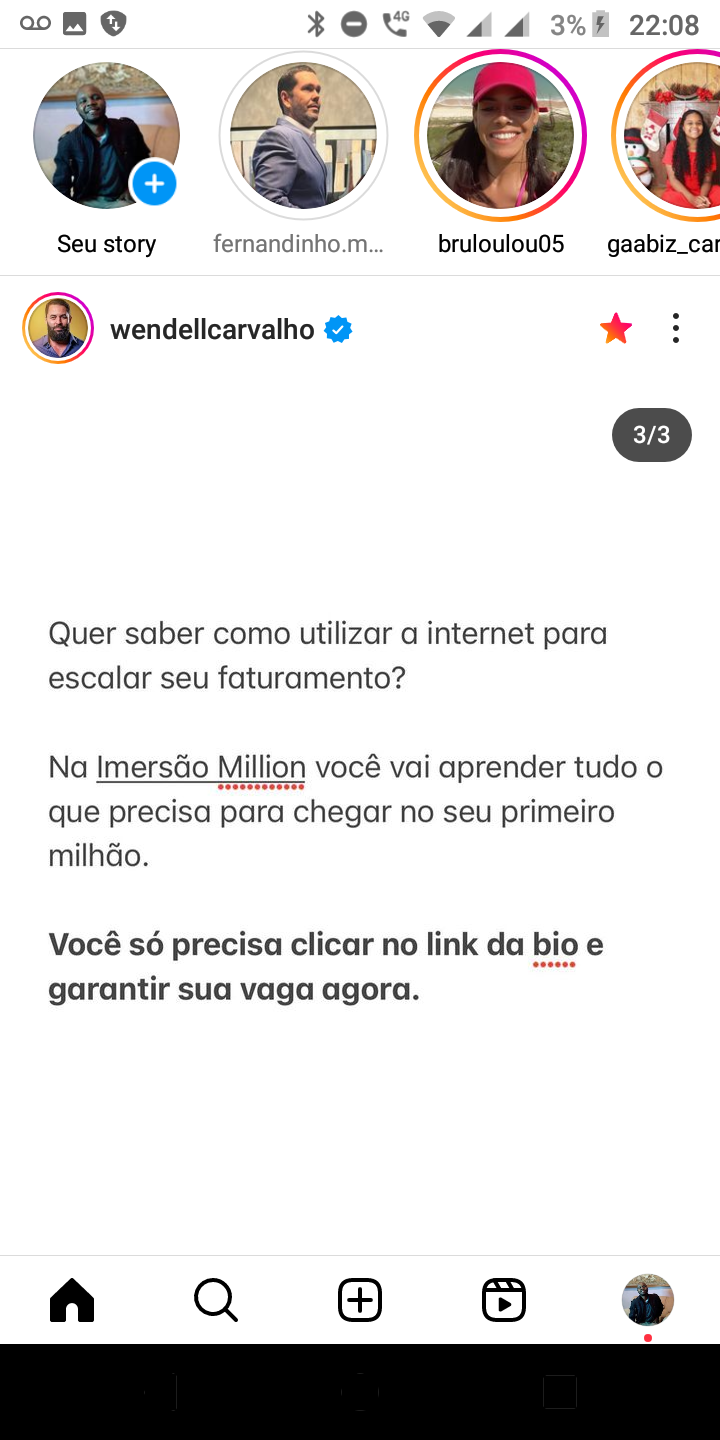 4G 3% 22:08
Seu story
fernandinho.m...
bruloulou05
gaabiz_car
wendellcarvalho
3/3
Quer saber como utilizar a internet para
escalar seu faturamento?
Na Imersão Million você vai aprender tudo o
que precisa para chegar no seu primeiro
milhão.
Você só precisa clicar no link da bio e
garantir sua vaga agora.